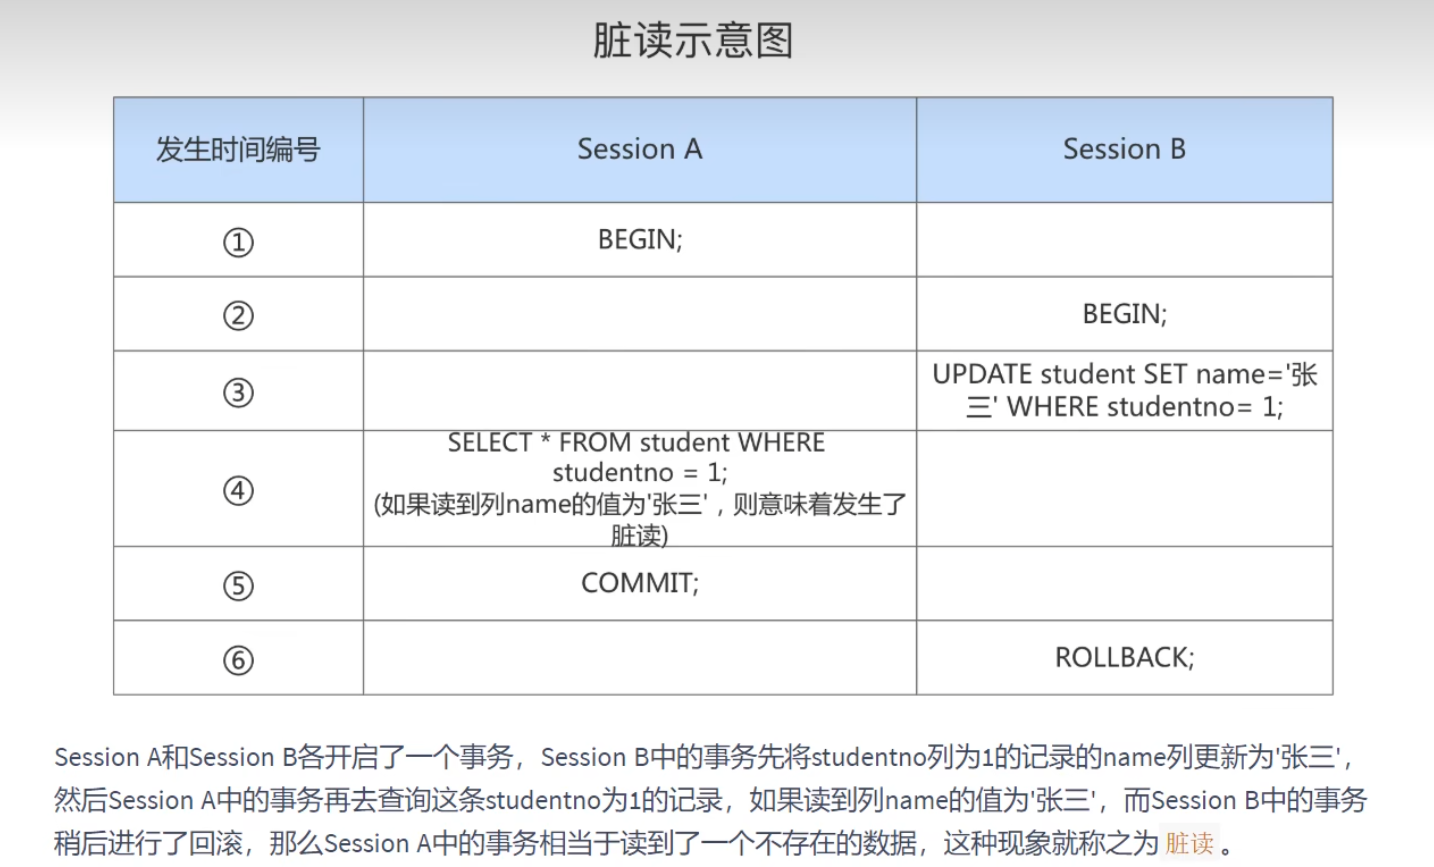 脏读示意图
发生时间编号 Session A Session B
① BEGIN;
② BEGIN;
③ UPDATE student SET name='张
三' WHERE studentno= 1;
④ SELECT * FROM student WHERE
studentno = 1;
(如果读到列name的值为'张三'，则意味着发生了
脏读)
⑤ COMMIT;
⑥ ROLLBACK;
Session A和Session B各开启了一个事务，Session B中的事务先将studentno列为1的记录的name列更新为'张三'，
然后Session A中的事务再去查询这条studentno为1的记录，如果读到列name的值为'张三'，而Session B中的事务
稍后进行了回滚，那么Session A中的事务相当于读到了一个不存在的数据，这种现象就称之为 脏读 。